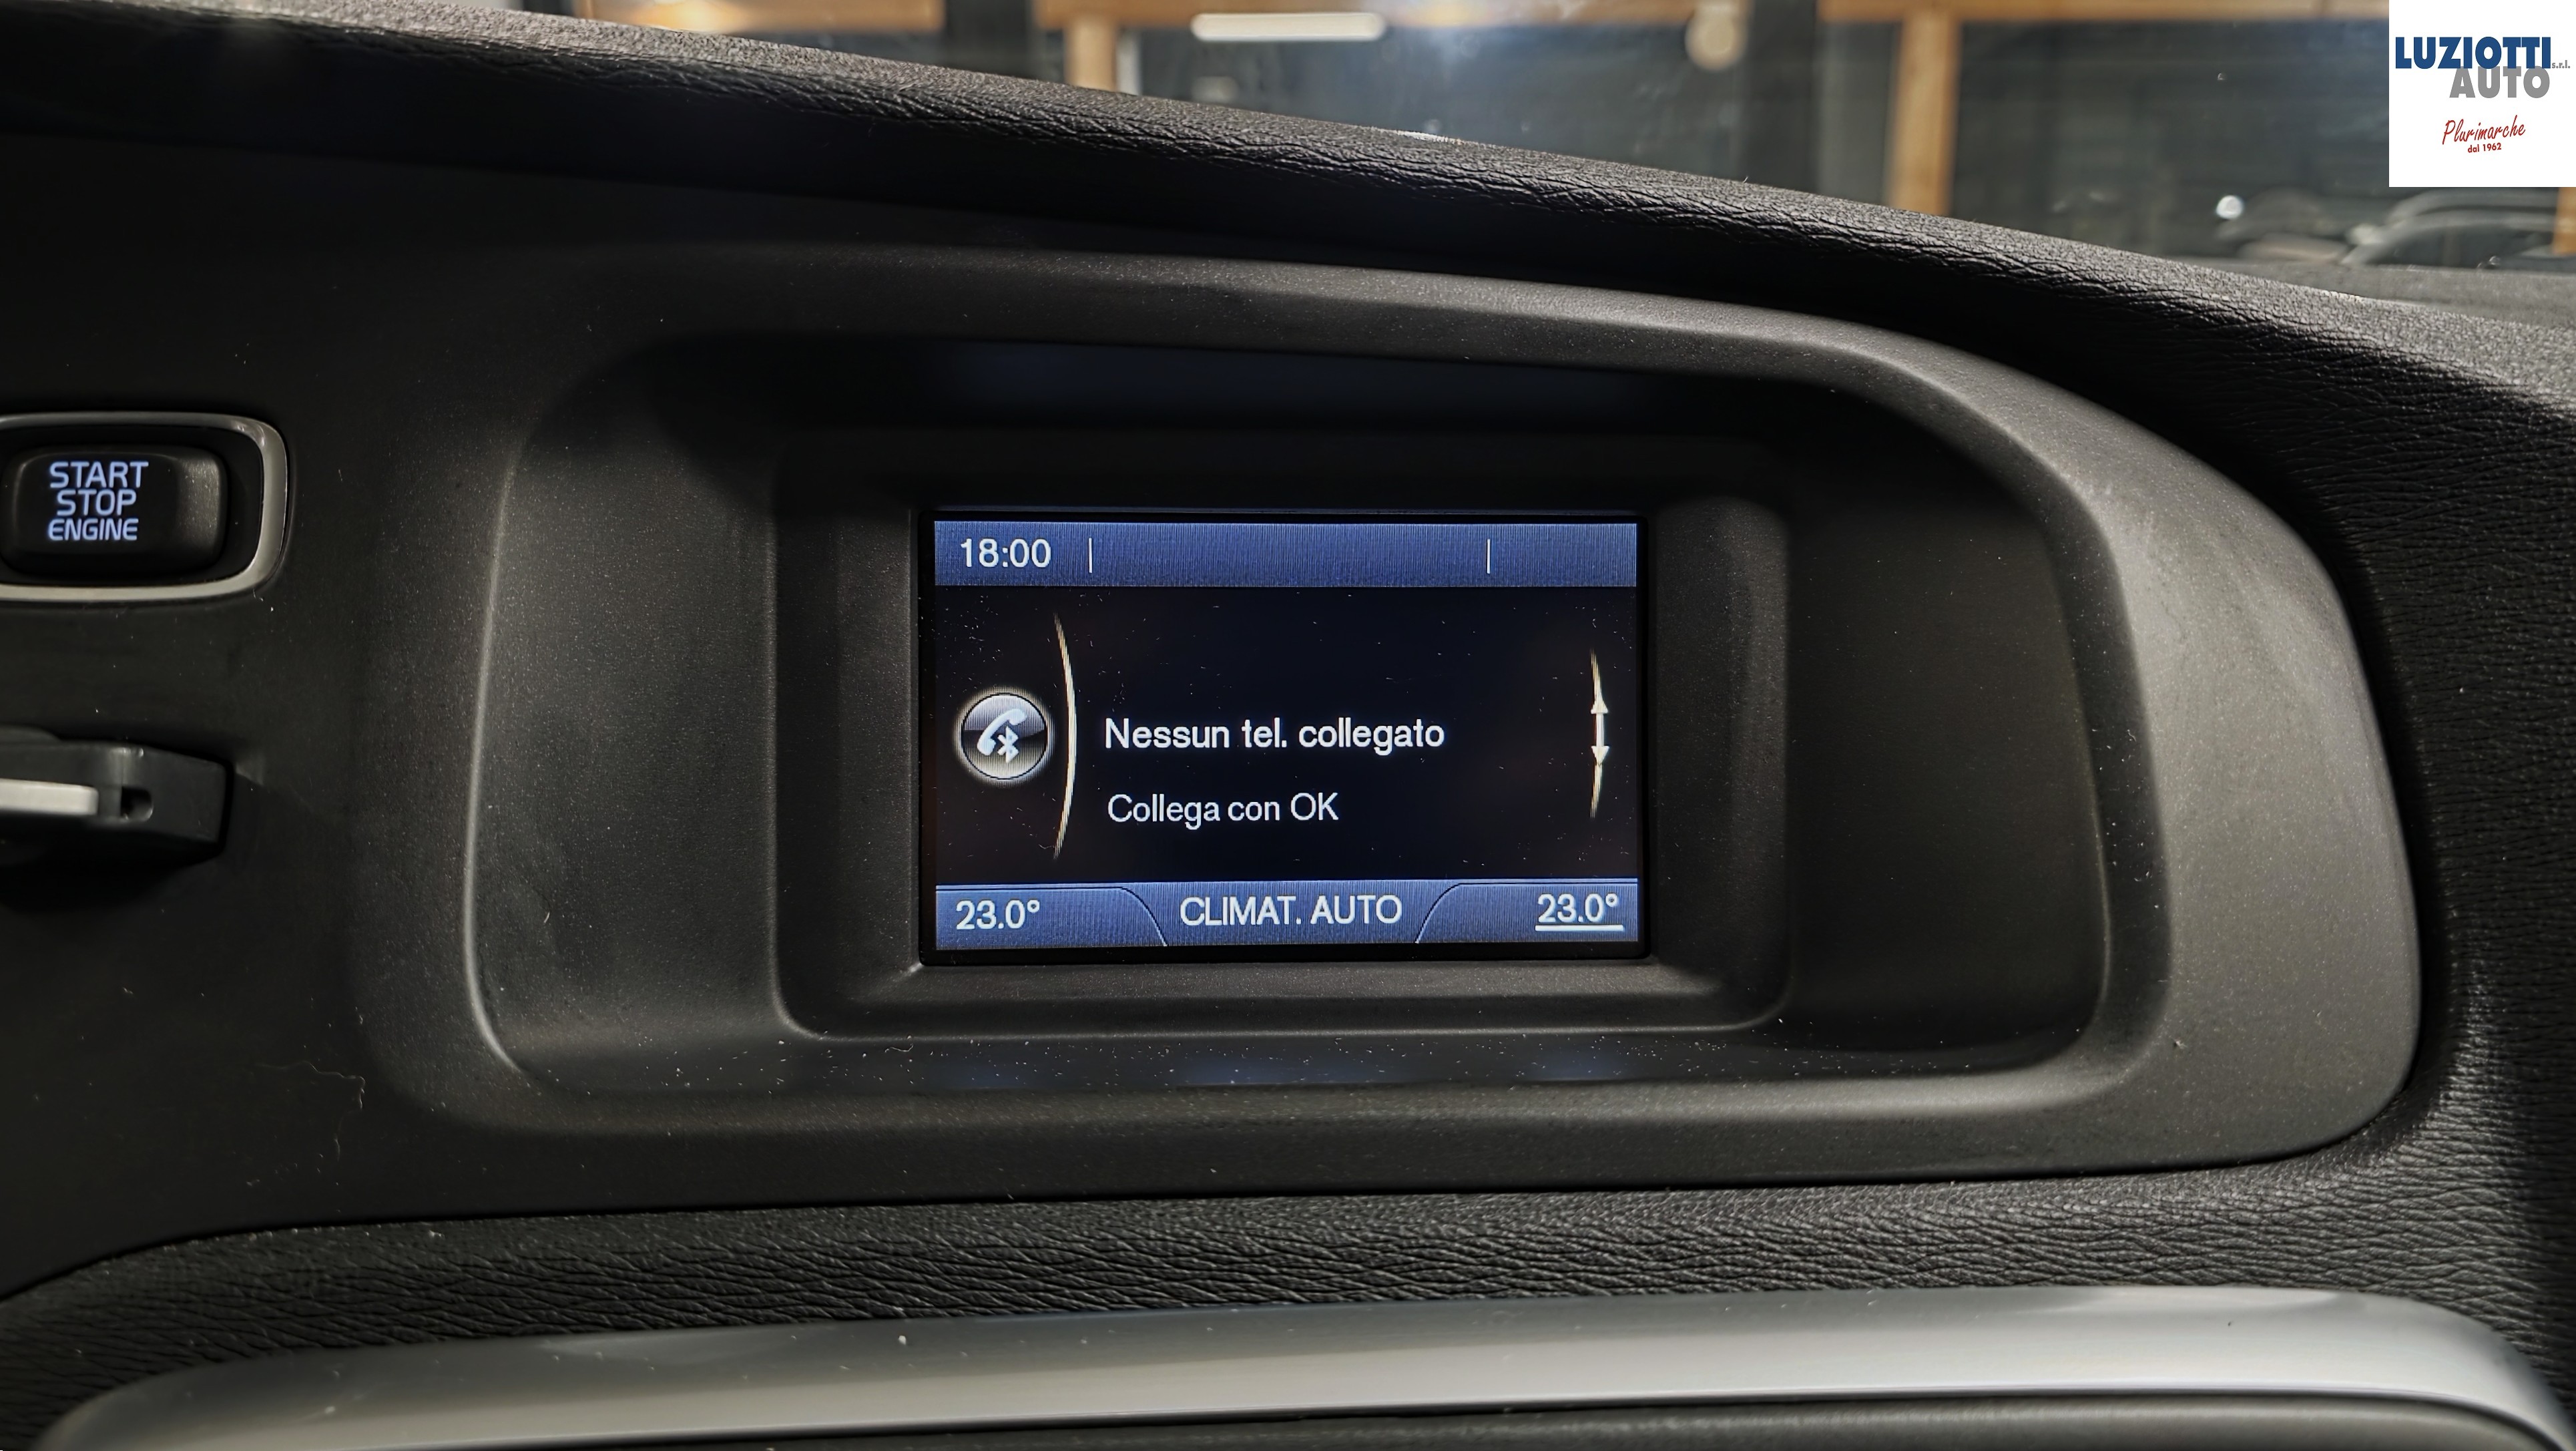 LUZIOTTI s.r.l.
AUTO
Plurimarche
dal 1962
START
STOP
ENGINE
18:00
Nessun tel. collegato
Collega con OK
23.0° CLIMAT. AUTO 23.0°